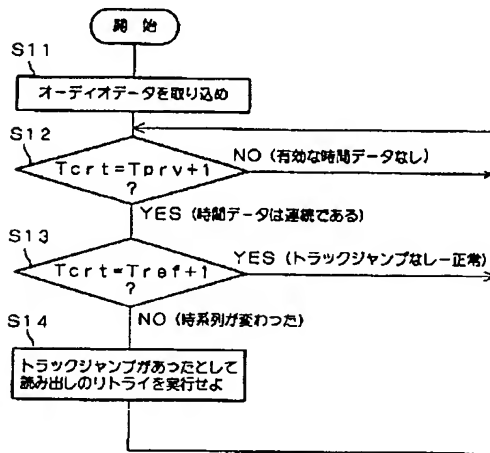 開始
S11
オーディオデータを取り込め
S12
Tcrt=Tprv+1
?
NO (有効な時間データなし)
YES (時間データは連続である)
S13
Tcrt=Tref+1
?
YES (トラックジャンプなしー正常)
NO (時系列が変わった)
S14
トラックジャンプがあったとして
読み出しのリトライを実行せよ